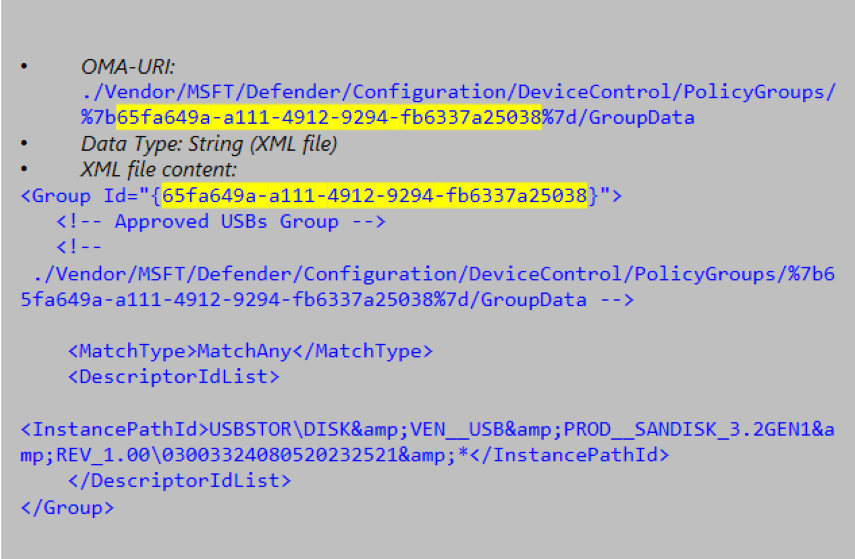 • OMA-URI:
./Vendor/MSFT/Defender/Configuration/DeviceControl/PolicyGroups/
%7b65fa649a-a111-4912-9294-fb6337a25038%7d/GroupData
• Data Type: String (XML file)
• XML file content:
<Group Id="{65fa649a-a111-4912-9294-fb6337a25038}">
<!-- Approved USBs Group -->
<!--
./Vendor/MSFT/Defender/Configuration/DeviceControl/PolicyGroups/%7b6
5fa649a-a111-4912-9294-fb6337a25038%7d/GroupData -->
<MatchType>MatchAny</MatchType>
<DescriptorIdList>
<InstancePathId>USBSTOR\DISK&amp;VEN__USB&amp;PROD__SANDISK_3.2GEN1&a
mp;REV_1.00\03003324080520232521&amp;*</InstancePathId>
</DescriptorIdList>
</Group>